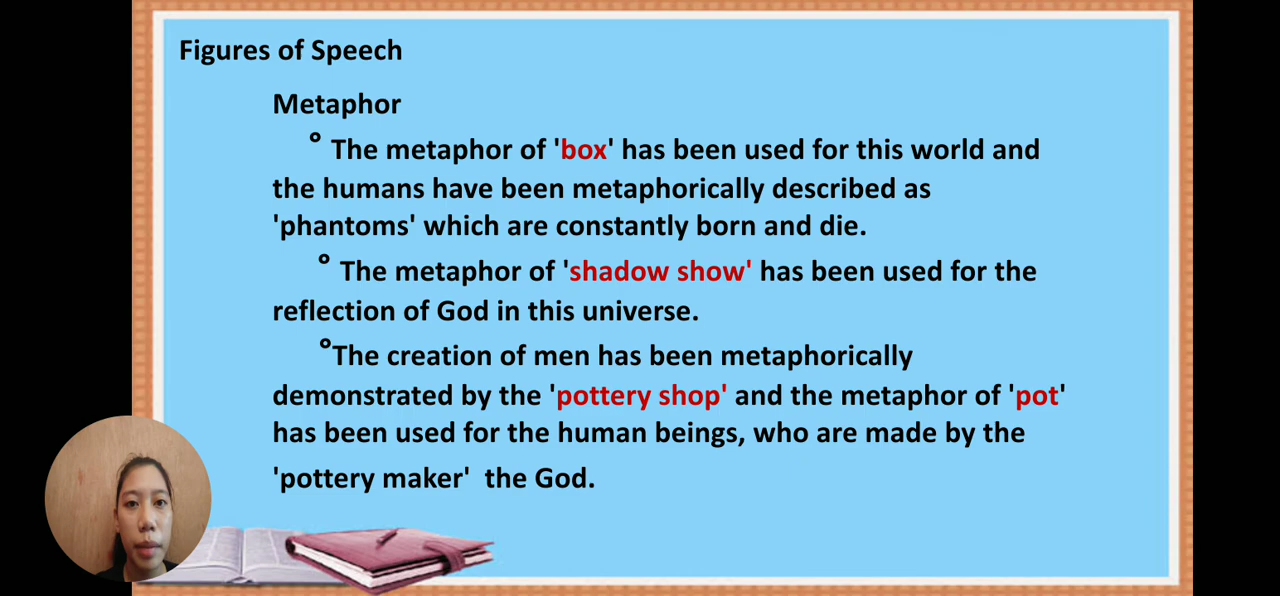 Figures of Speech
Metaphor
° The metaphor of 'box' has been used for this world and
the humans have been metaphorically described as
'phantoms' which are constantly born and die.
° The metaphor of 'shadow show' has been used for the
reflection of God in this universe.
°The creation of men has been metaphorically
demonstrated by the 'pottery shop' and the metaphor of 'pot'
has been used for the human beings, who are made by the
'pottery maker' the God.